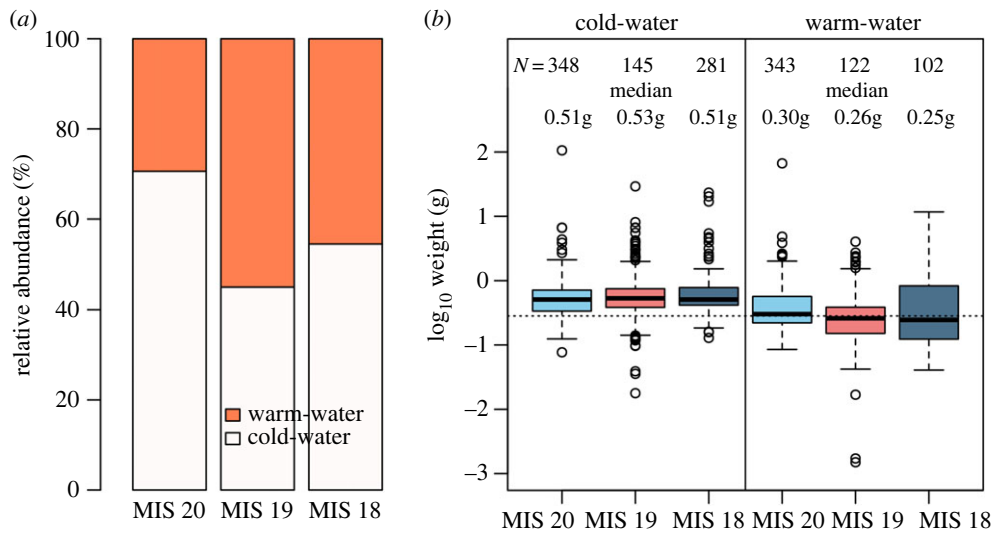 (a)
100
80
60
40
20
0
relative abundance (%)
warm-water
cold-water
MIS 20 MIS 19 MIS 18
(b)
cold-water warm-water
N = 348 145 281 343 122 102
median median
0.51g 0.53g 0.51g 0.30g 0.26g 0.25g
2
1
0
–1
–2
–3
log10 weight (g)
MIS 20 MIS 19 MIS 18 MIS 20 MIS 19 MIS 18